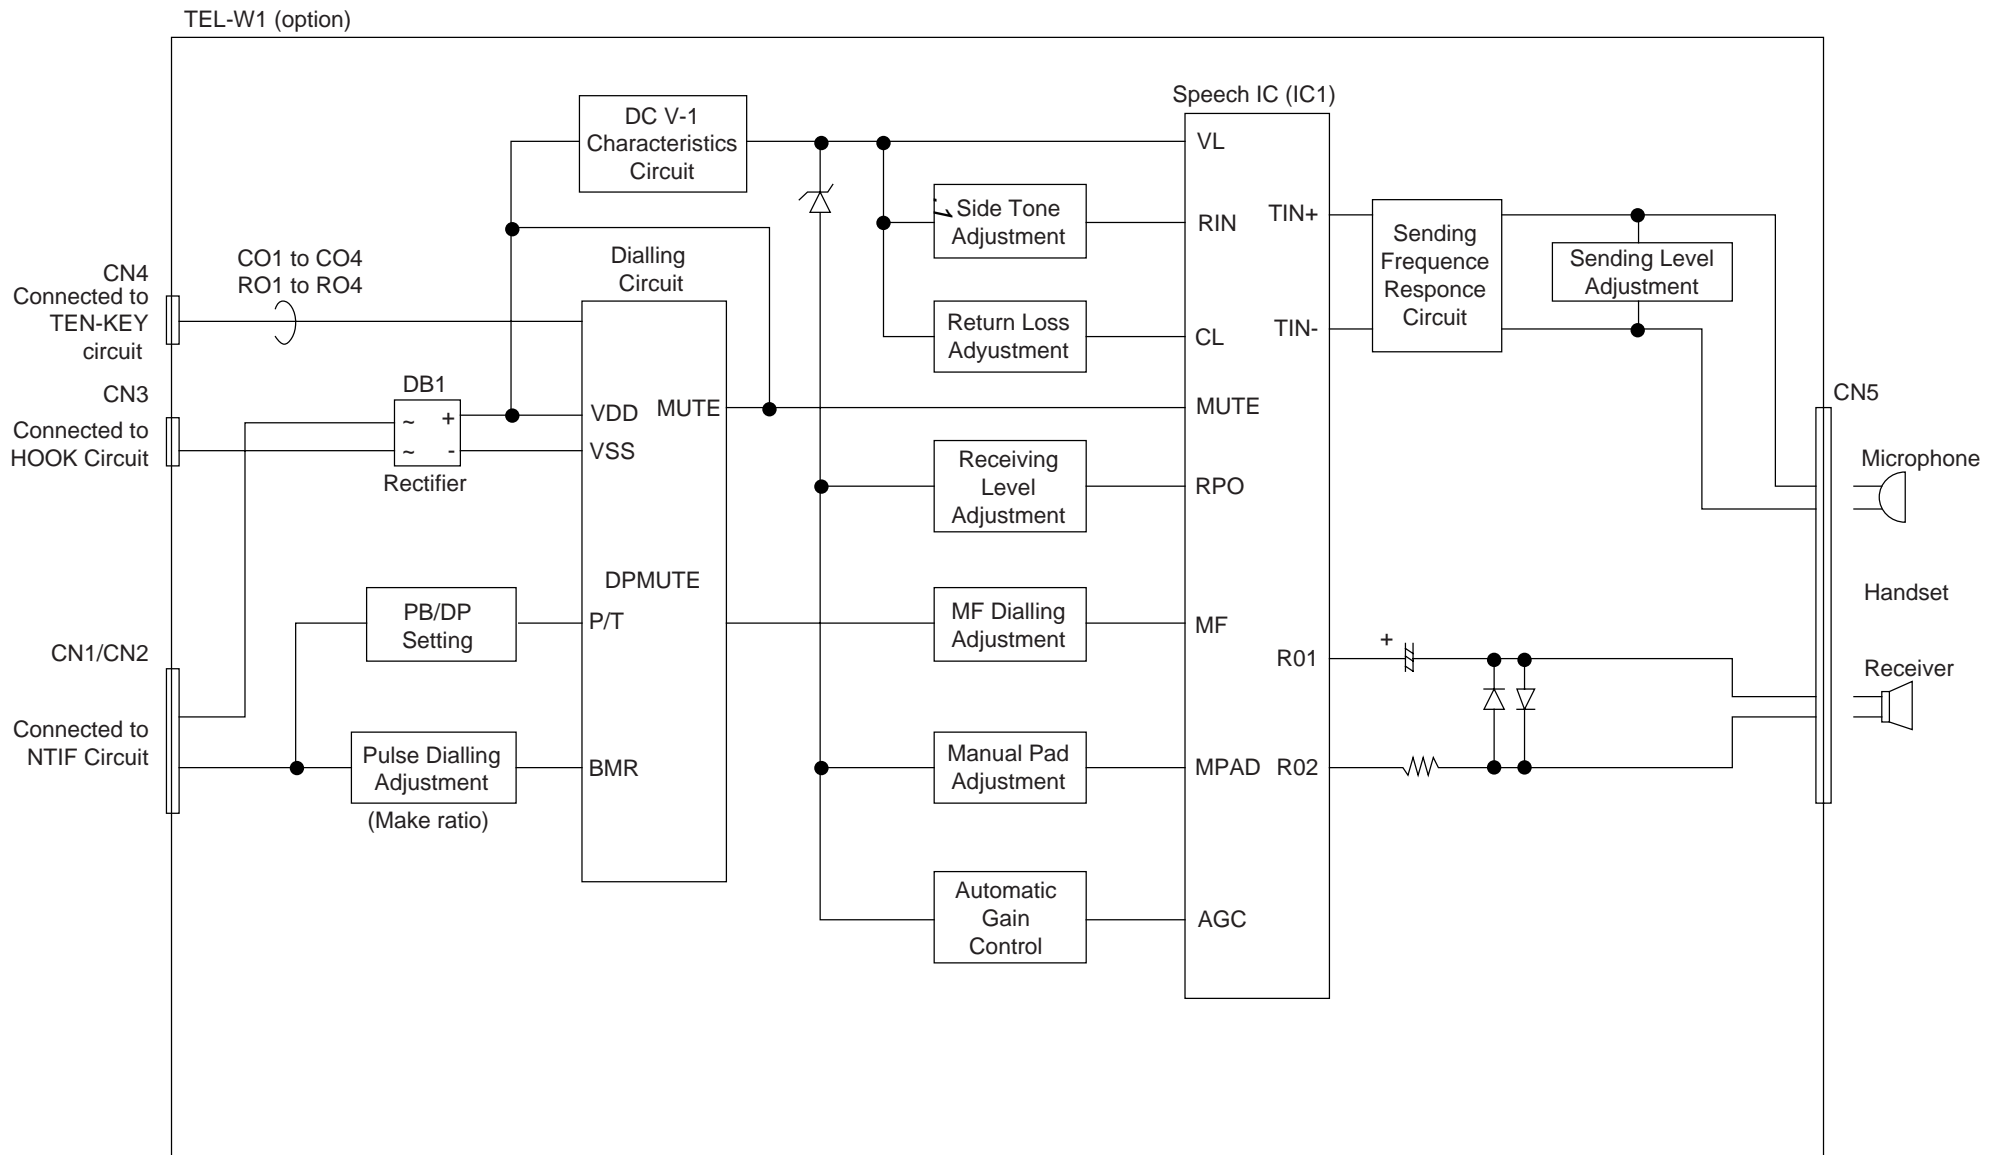 TEL-W1 (option)
DC V-1
Characteristics
Circuit
Speech IC (IC1)
VL
RIN
CL
MUTE
RPO
MF
MPAD
AGC
TIN+
TIN-
R01
R02
Side Tone
Adjustment
Return Loss
Adyustment
Receiving
Level
Adjustment
MF Dialling
Adjustment
Manual Pad
Adjustment
Automatic
Gain
Control
Sending
Frequence
Responce
Circuit
Sending Level
Adjustment
Dialling
Circuit
VDD
MUTE
VSS
DPMUTE
P/T
BMR
CO1 to CO4
RO1 to RO4
CN4
Connected to
TEN-KEY
circuit
CN3
Connected to
HOOK Circuit
DB1
~ +
~ -
Rectifier
PB/DP
Setting
CN1/CN2
Connected to
NTIF Circuit
Pulse Dialling
Adjustment
(Make ratio)
+
CN5
Microphone
Handset
Receiver